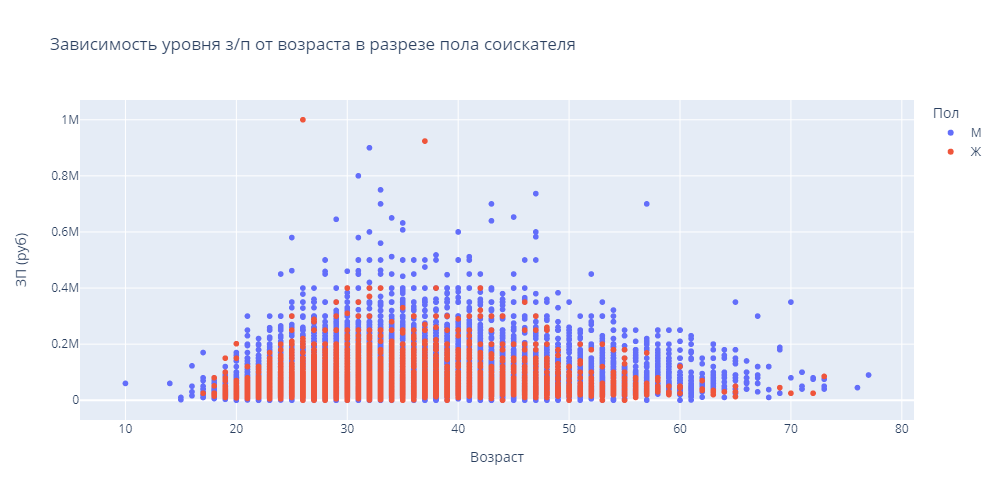 Зависимость уровня з/п от возраста в разрезе пола соискателя
Пол
М
Ж
1M
0.8M
0.6M
0.4M
0.2M
0
ЗП (руб)
10 20 30 40 50 60 70 80
Возраст